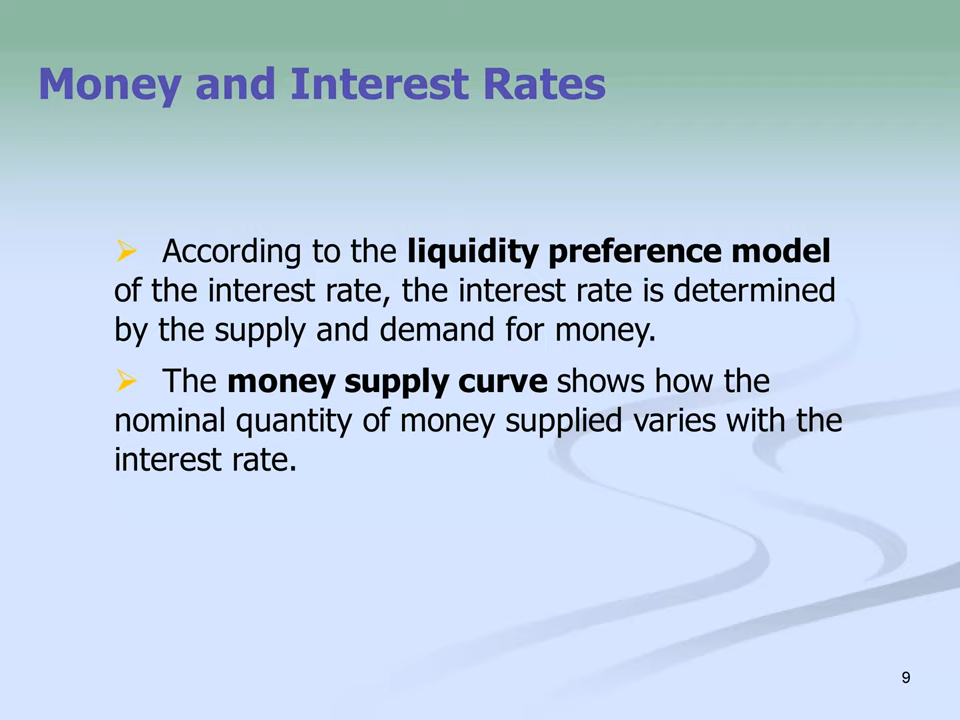 Money and Interest Rates
➢ According to the liquidity preference model
of the interest rate, the interest rate is determined
by the supply and demand for money.
➢ The money supply curve shows how the
nominal quantity of money supplied varies with the
interest rate.
9